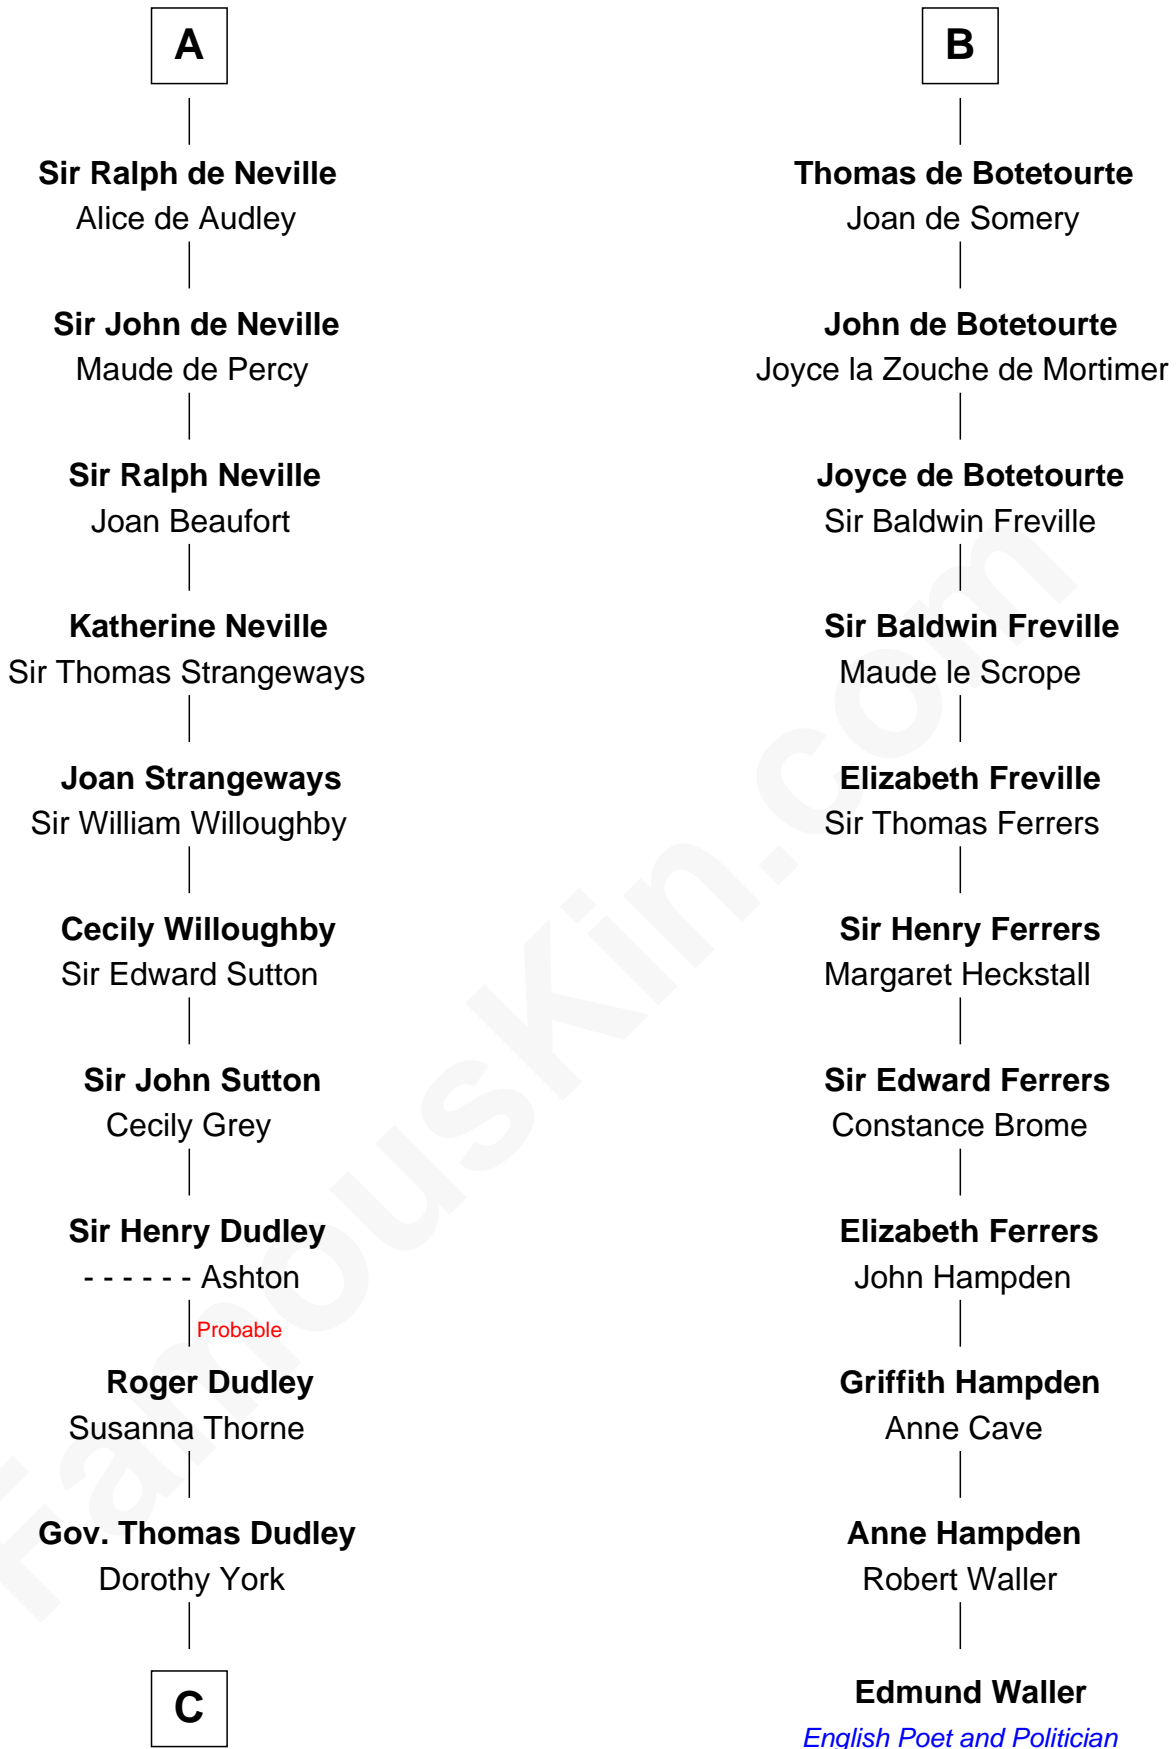 A
Sir Ralph de Neville
Alice de Audley
Sir John de Neville
Maude de Percy
Sir Ralph Neville
Joan Beaufort
Katherine Neville
Sir Thomas Strangeways
Joan Strangeways
Sir William Willoughby
Cecily Willoughby
Sir Edward Sutton
Sir John Sutton
Cecily Grey
Sir Henry Dudley
- - - - - - Ashton
Probable
Roger Dudley
Susanna Thorne
Gov. Thomas Dudley
Dorothy York
C
B
Thomas de Botetourte
Joan de Somery
John de Botetourte
Joyce la Zouche de Mortimer
Joyce de Botetourte
Sir Baldwin Freville
Sir Baldwin Freville
Maude le Scrope
Elizabeth Freville
Sir Thomas Ferrers
Sir Henry Ferrers
Margaret Heckstall
Sir Edward Ferrers
Constance Brome
Elizabeth Ferrers
John Hampden
Griffith Hampden
Anne Cave
Anne Hampden
Robert Waller
Edmund Waller
English Poet and Politician
FamousKin.com